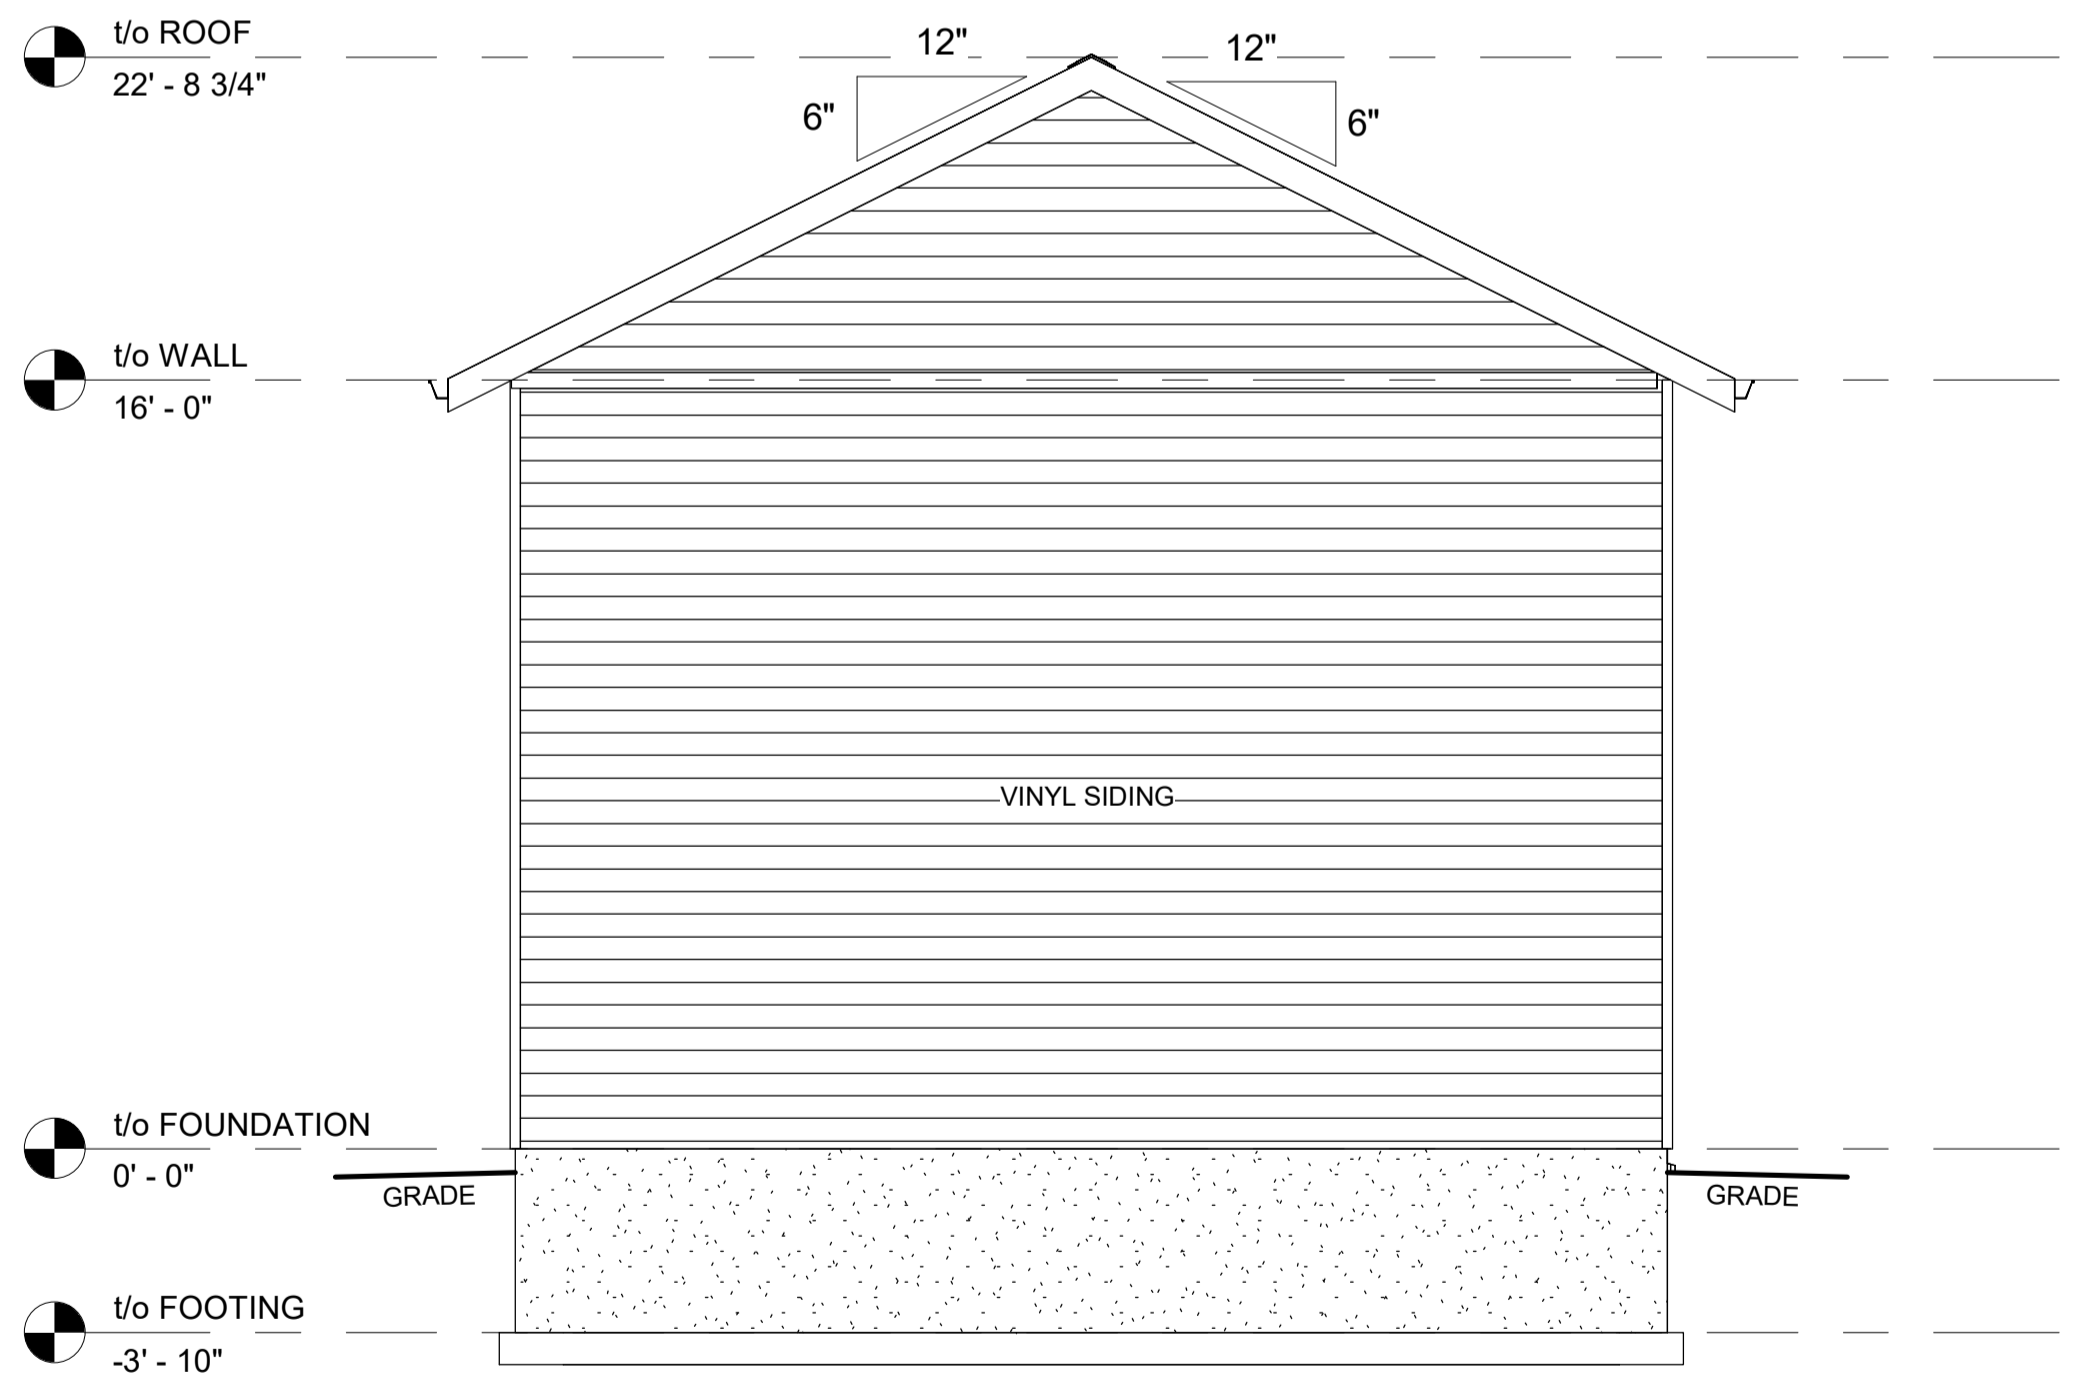 t/o ROOF
22' - 8 3/4"
12"
12"
6"
6"
t/o WALL
16' - 0"
VINYL SIDING
t/o FOUNDATION
0' - 0"
GRADE
GRADE
t/o FOOTING
-3' - 10"